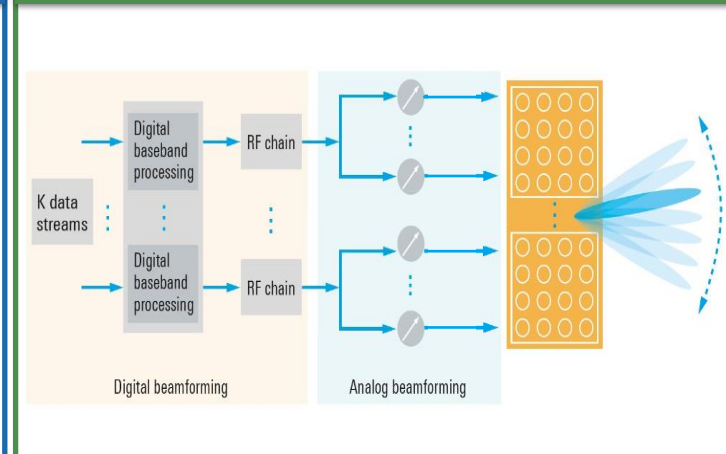 Digital
baseband
processing
RF chain
K data
streams
Digital
baseband
processing
RF chain
Digital beamforming
Analog beamforming